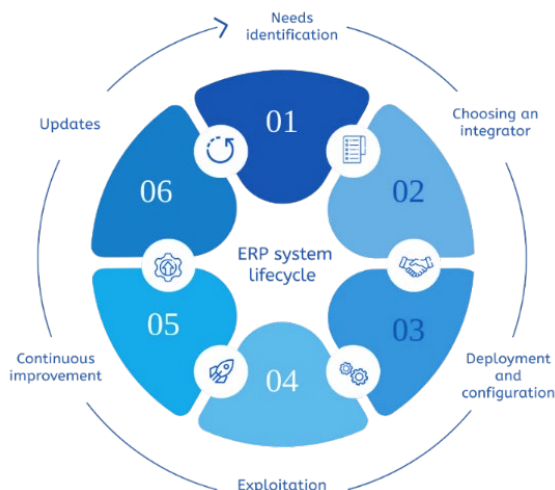 Needs
identification
01
Choosing an
integrator
02
Deployment and
configuration
03
Exploitation
04
Continuous
improvement
05
Updates
06
ERP system
lifecycle